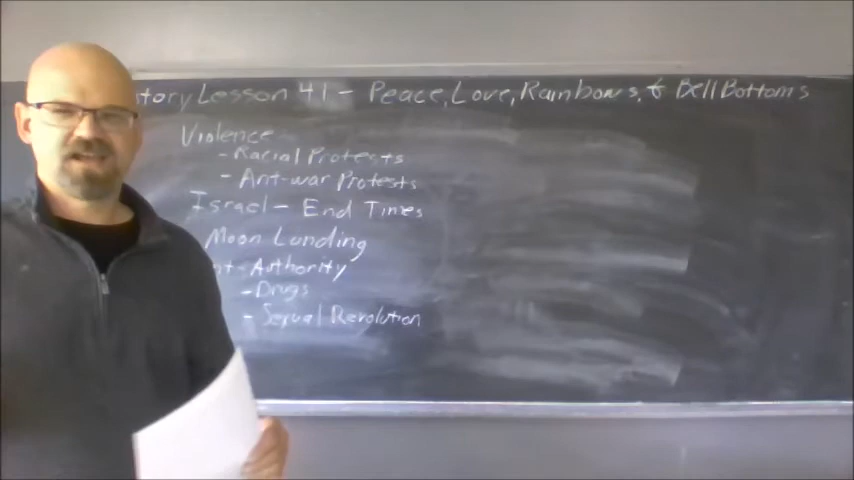 story Lesson 41 - Peace, Love, Rainbows, & Bell Bottoms
Violence
- Racial Protests
- Ant-war Protests
Israel - End Times
Moon Landing
nt-Authority
- Drugs
- Sexual Revolution